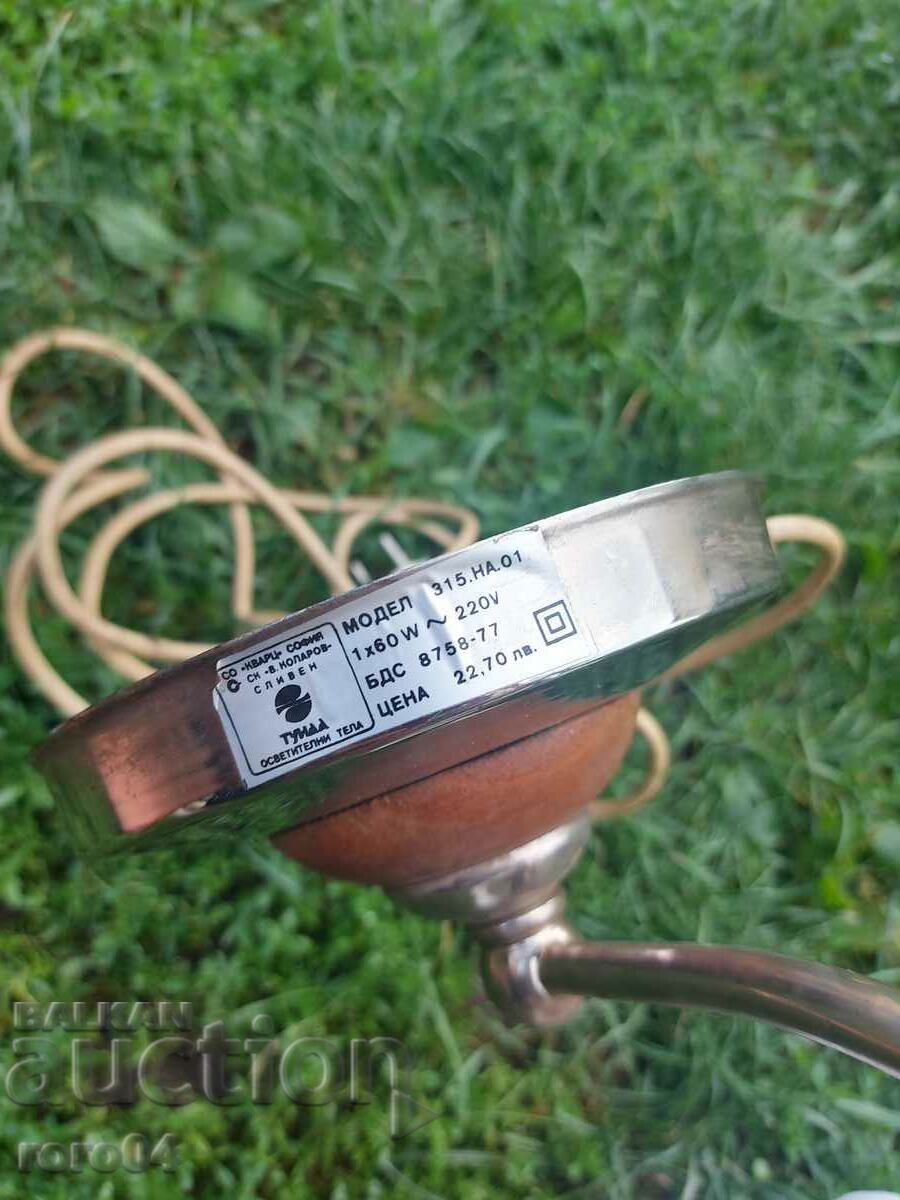 СО «КВАРЦ» СОФИЯ
СК «В. КОЛАРОВ»
СЛИВЕН
ТУНДА
ОСВЕТИТЕЛНИ ТЕЛА
МОДЕЛ 315.НА.01
1х60W ~ 220V
БДС 8758-77
ЦЕНА 22,70 лв.
BALKAN
auction
roro04